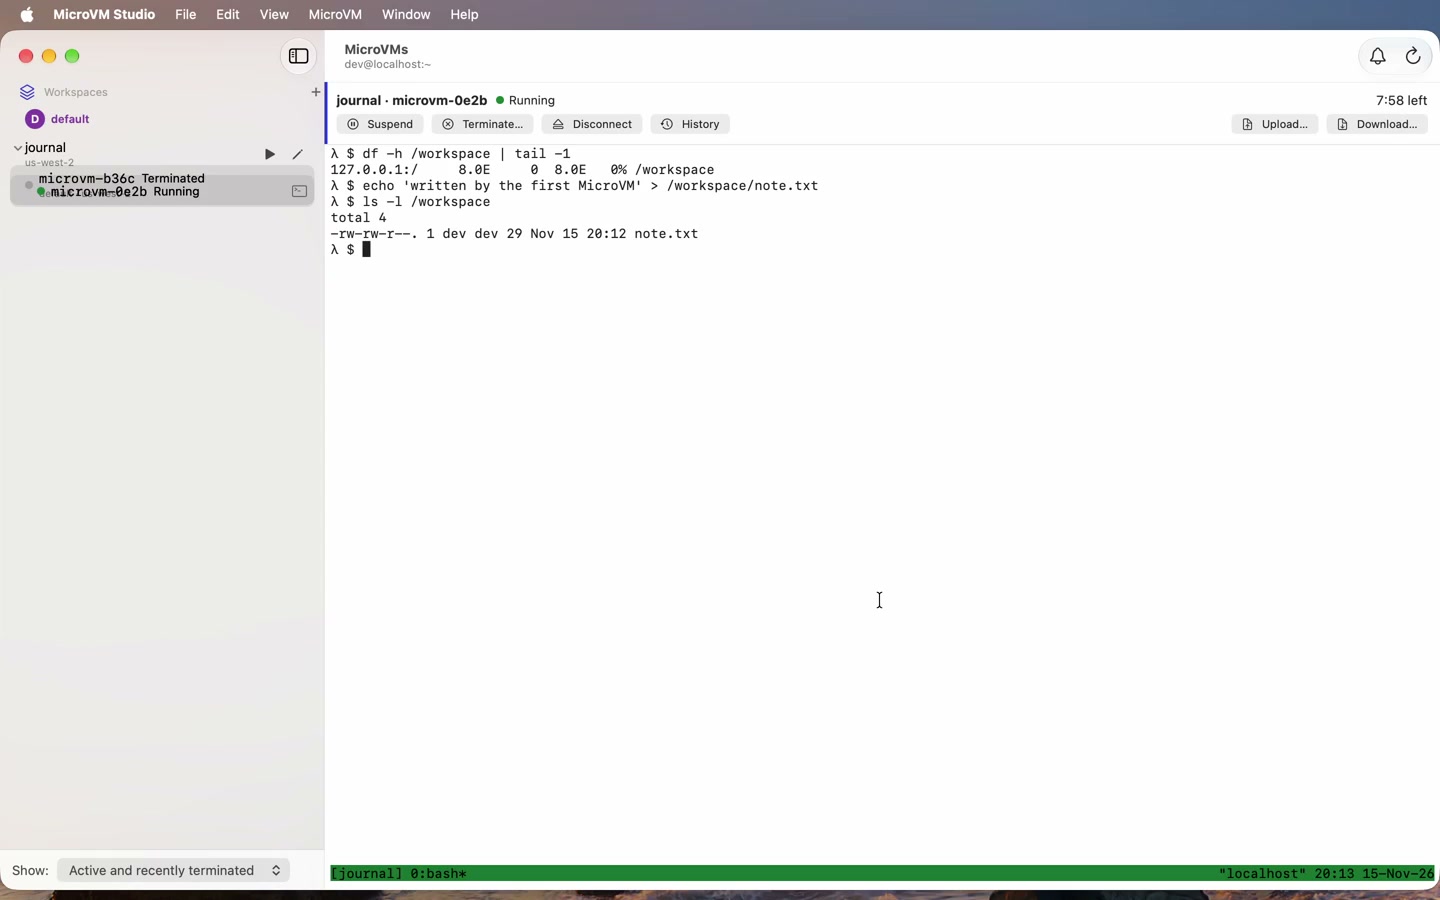 MicroVM Studio File Edit View MicroVM Window Help
MicroVMs
dev@localhost:~
Workspaces +
D default
journal
us-west-2
microvm-b36c Terminated
microvm-0e2b Running
journal · microvm-0e2b Running 7:58 left
Suspend Terminate... Disconnect History Upload... Download...
λ $ df -h /workspace | tail -1
127.0.0.1:/ 8.0E 0 8.0E 0% /workspace
λ $ echo 'written by the first MicroVM' > /workspace/note.txt
λ $ ls -l /workspace
total 4
-rw-rw-r--. 1 dev dev 29 Nov 15 20:12 note.txt
λ $
Show: Active and recently terminated
[journal] 0:bash* "localhost" 20:13 15-Nov-26